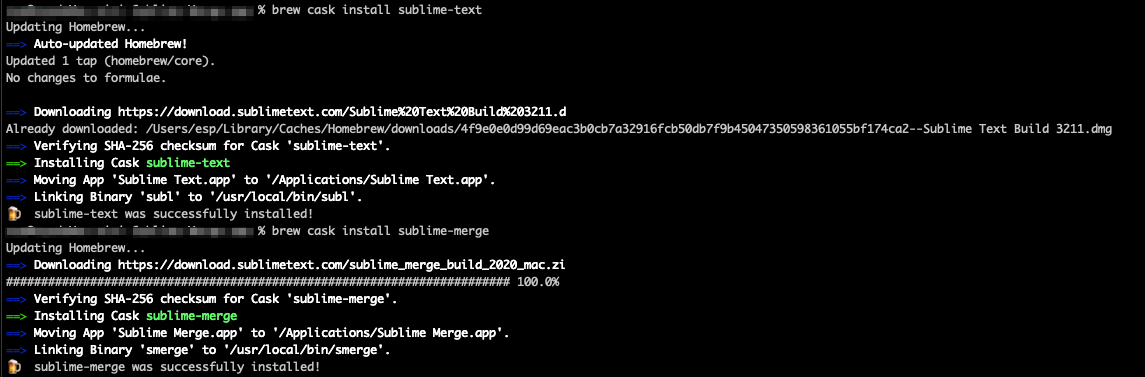 % brew cask install sublime-text
Updating Homebrew...
==> Auto-updated Homebrew!
Updated 1 tap (homebrew/core).
No changes to formulae.
==> Downloading https://download.sublimetext.com/Sublime%20Text%20Build%203211.d
Already downloaded: /Users/esp/Library/Caches/Homebrew/downloads/4f9e0e0d99d69eac3b0cb7a32916fcb50db7f9b45047350598361055bf174ca2--Sublime Text Build 3211.dmg
==> Verifying SHA-256 checksum for Cask 'sublime-text'.
==> Installing Cask sublime-text
==> Moving App 'Sublime Text.app' to '/Applications/Sublime Text.app'.
==> Linking Binary 'subl' to '/usr/local/bin/subl'.
🍺 sublime-text was successfully installed!
% brew cask install sublime-merge
Updating Homebrew...
==> Downloading https://download.sublimetext.com/sublime_merge_build_2020_mac.zi
######################################################################## 100.0%
==> Verifying SHA-256 checksum for Cask 'sublime-merge'.
==> Installing Cask sublime-merge
==> Moving App 'Sublime Merge.app' to '/Applications/Sublime Merge.app'.
==> Linking Binary 'smerge' to '/usr/local/bin/smerge'.
🍺 sublime-merge was successfully installed!